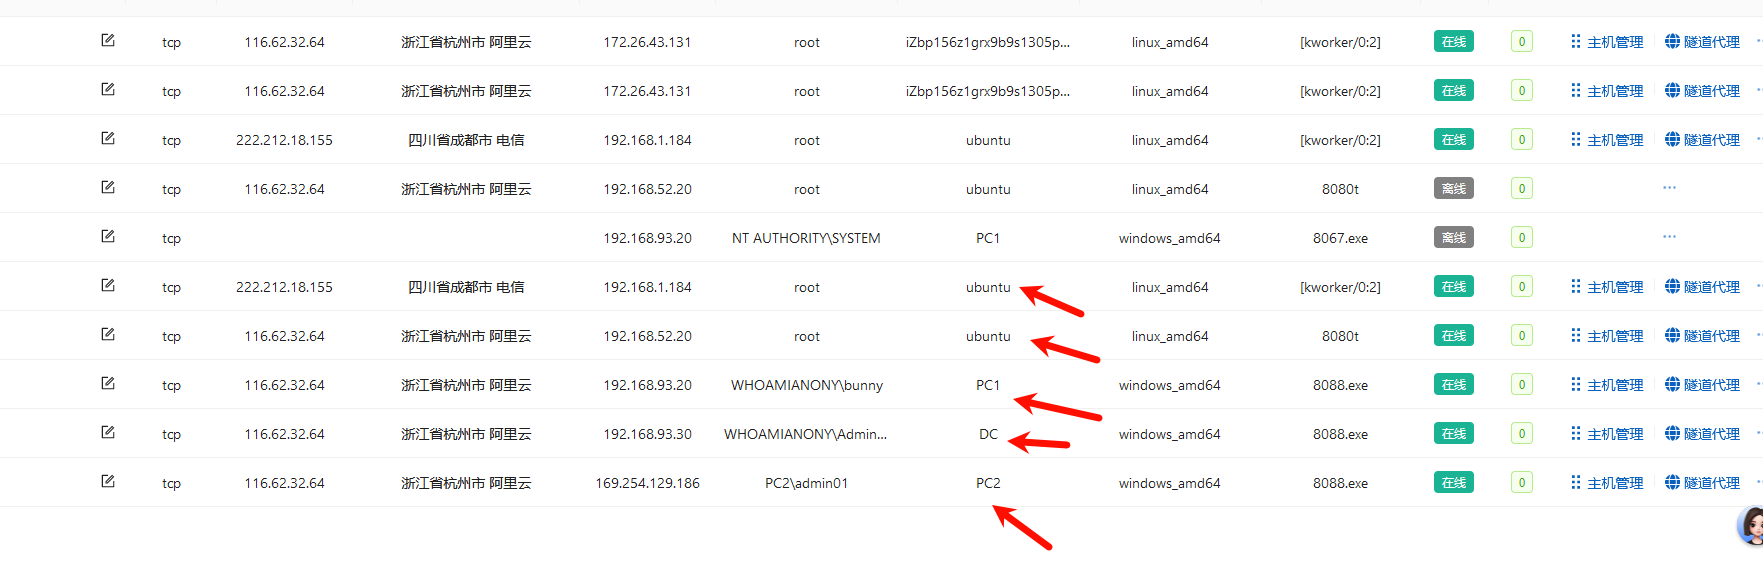 tcp 116.62.32.64 浙江省杭州市 阿里云 172.26.43.131 root iZbp156z1grx9b9s1305p... linux_amd64 [kworker/0:2] 在线 0 主机管理 隧道代理
tcp 116.62.32.64 浙江省杭州市 阿里云 172.26.43.131 root iZbp156z1grx9b9s1305p... linux_amd64 [kworker/0:2] 在线 0 主机管理 隧道代理
tcp 222.212.18.155 四川省成都市 电信 192.168.1.184 root ubuntu linux_amd64 [kworker/0:2] 在线 0 主机管理 隧道代理
tcp 116.62.32.64 浙江省杭州市 阿里云 192.168.52.20 root ubuntu linux_amd64 8080t 离线 0 ...
tcp 192.168.93.20 NT AUTHORITY\SYSTEM PC1 windows_amd64 8067.exe 离线 0 ...
tcp 222.212.18.155 四川省成都市 电信 192.168.1.184 root ubuntu linux_amd64 [kworker/0:2] 在线 0 主机管理 隧道代理
tcp 116.62.32.64 浙江省杭州市 阿里云 192.168.52.20 root ubuntu linux_amd64 8080t 在线 0 主机管理 隧道代理
tcp 116.62.32.64 浙江省杭州市 阿里云 192.168.93.20 WHOAMIANONY\bunny PC1 windows_amd64 8088.exe 在线 0 主机管理 隧道代理
tcp 116.62.32.64 浙江省杭州市 阿里云 192.168.93.30 WHOAMIANONY\Admin... DC windows_amd64 8088.exe 在线 0 主机管理 隧道代理
tcp 116.62.32.64 浙江省杭州市 阿里云 169.254.129.186 PC2\admin01 PC2 windows_amd64 8088.exe 在线 0 主机管理 隧道代理